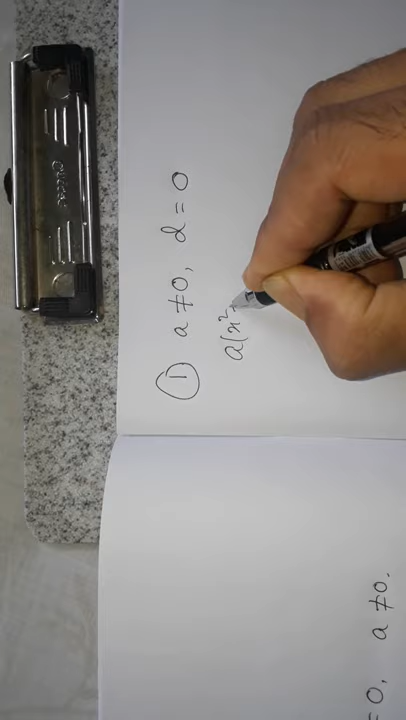 ① a ≠ 0, d = 0
a(x²
= 0, a ≠ 0.